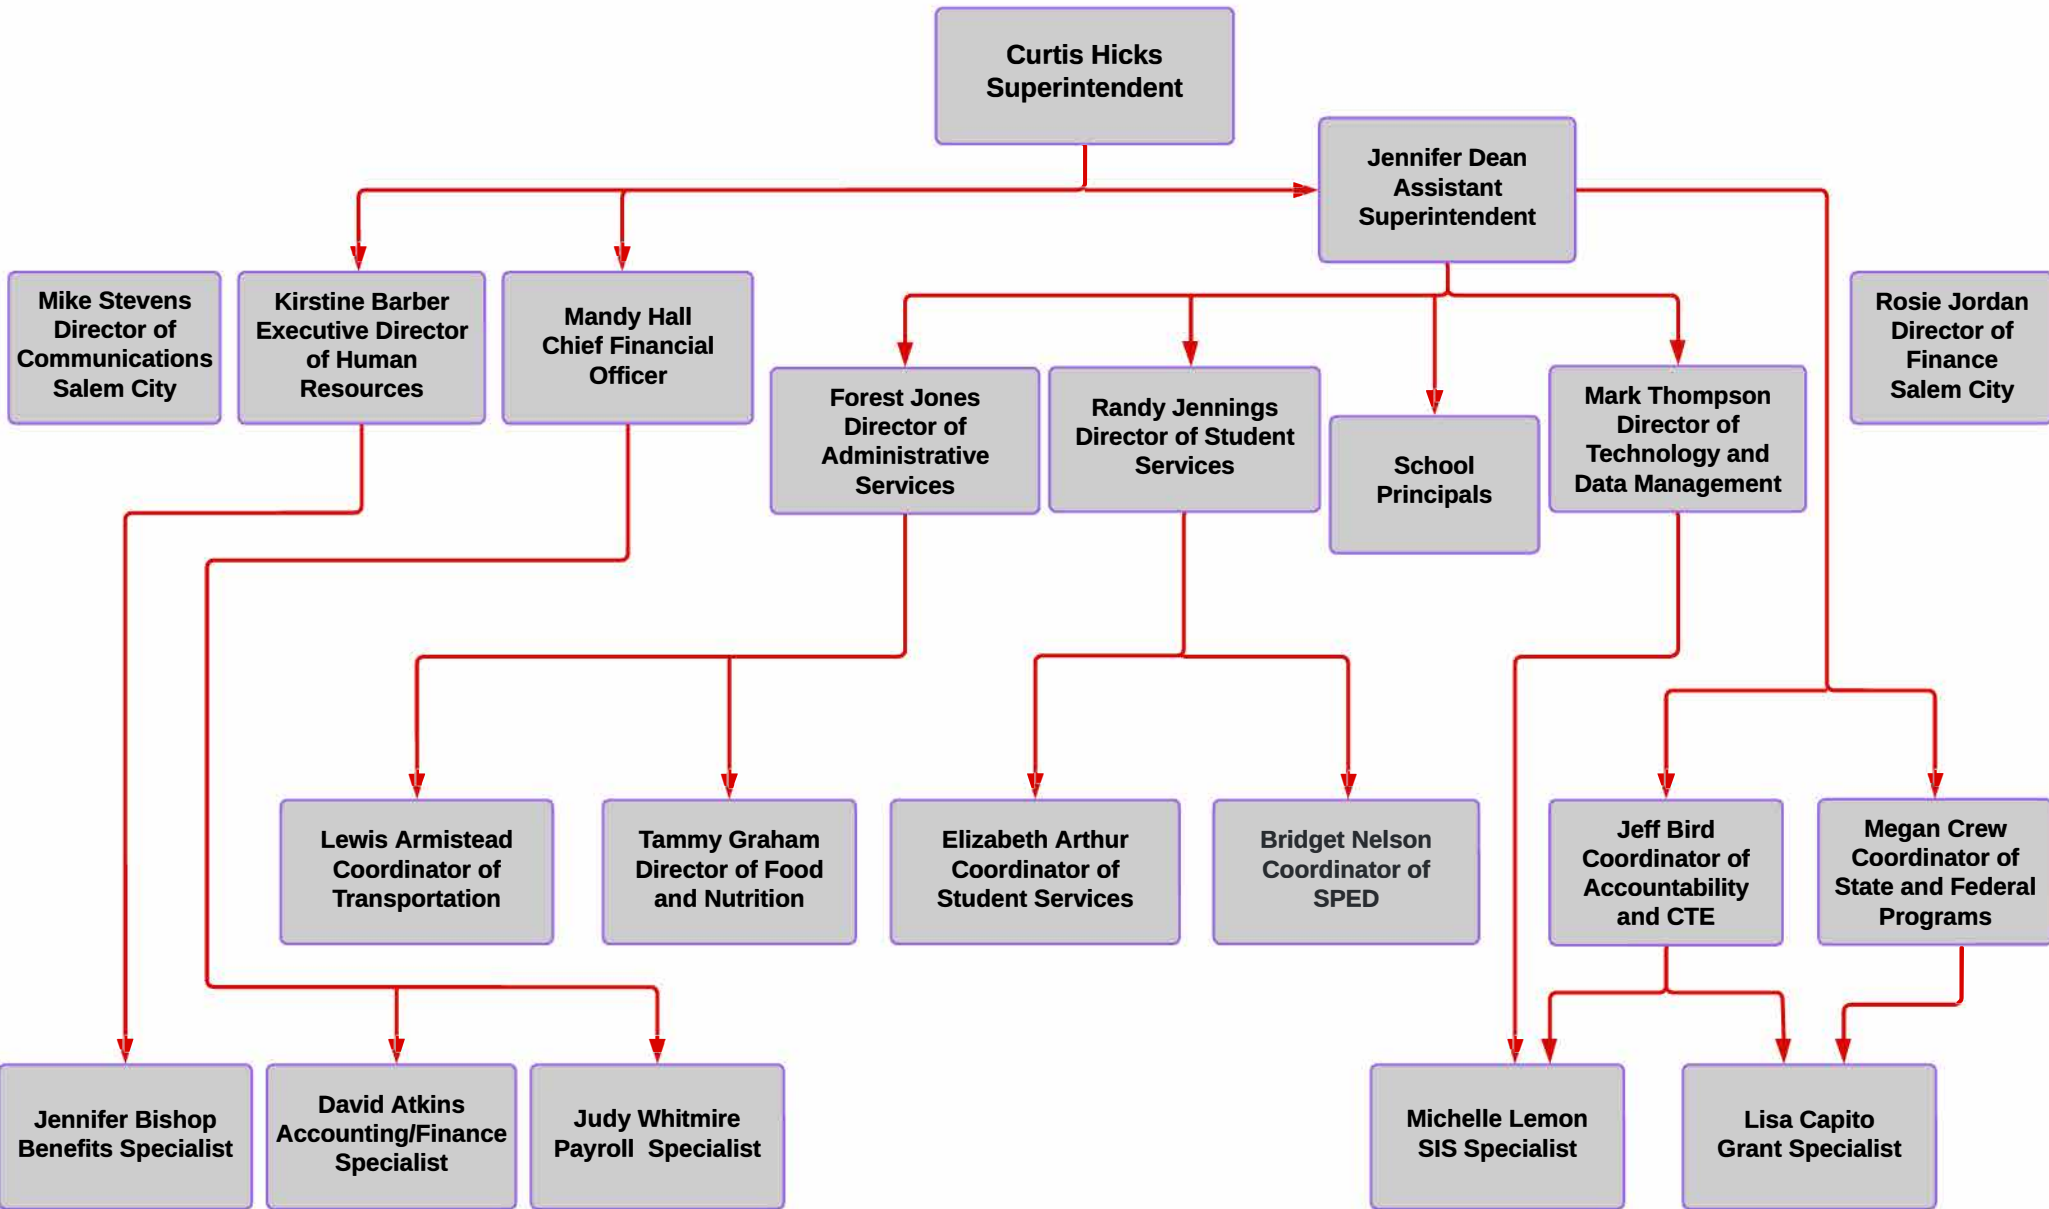 Curtis Hicks
Superintendent
Jennifer Dean
Assistant
Superintendent
Mike Stevens
Director of
Communications
Salem City
Kirstine Barber
Executive Director
of Human
Resources
Mandy Hall
Chief Financial
Officer
Forest Jones
Director of
Administrative
Services
Randy Jennings
Director of Student
Services
School
Principals
Mark Thompson
Director of
Technology and
Data Management
Rosie Jordan
Director of
Finance
Salem City
Lewis Armistead
Coordinator of
Transportation
Tammy Graham
Director of Food
and Nutrition
Elizabeth Arthur
Coordinator of
Student Services
Bridget Nelson
Coordinator of
SPED
Jeff Bird
Coordinator of
Accountability
and CTE
Megan Crew
Coordinator of
State and Federal
Programs
Jennifer Bishop
Benefits Specialist
David Atkins
Accounting/Finance
Specialist
Judy Whitmire
Payroll  Specialist
Michelle Lemon
SIS Specialist
Lisa Capito
Grant Specialist